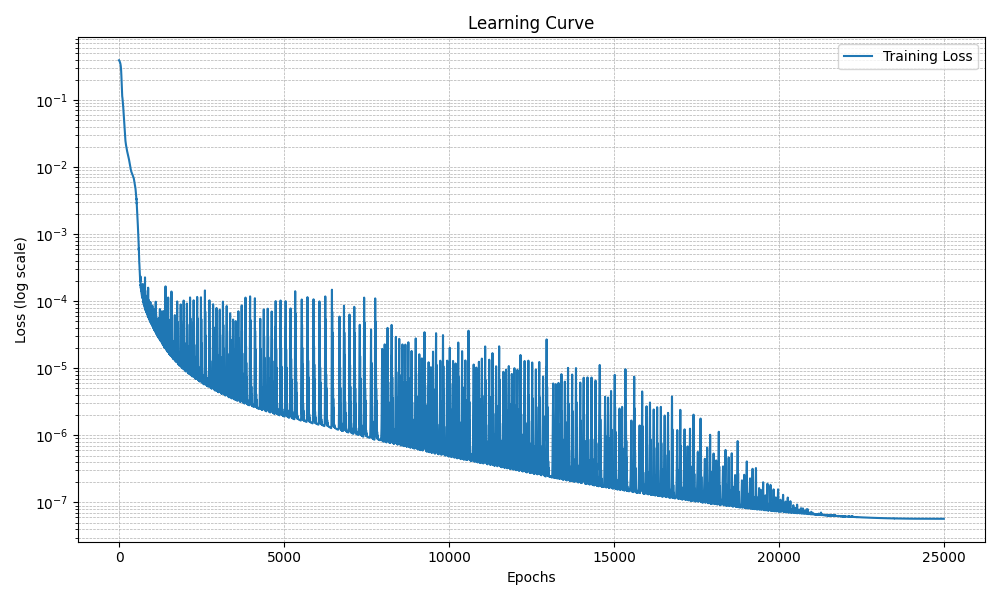 Learning Curve
Training Loss
Loss (log scale)
10⁻¹
10⁻²
10⁻³
10⁻⁴
10⁻⁵
10⁻⁶
10⁻⁷
0 5000 10000 15000 20000 25000
Epochs